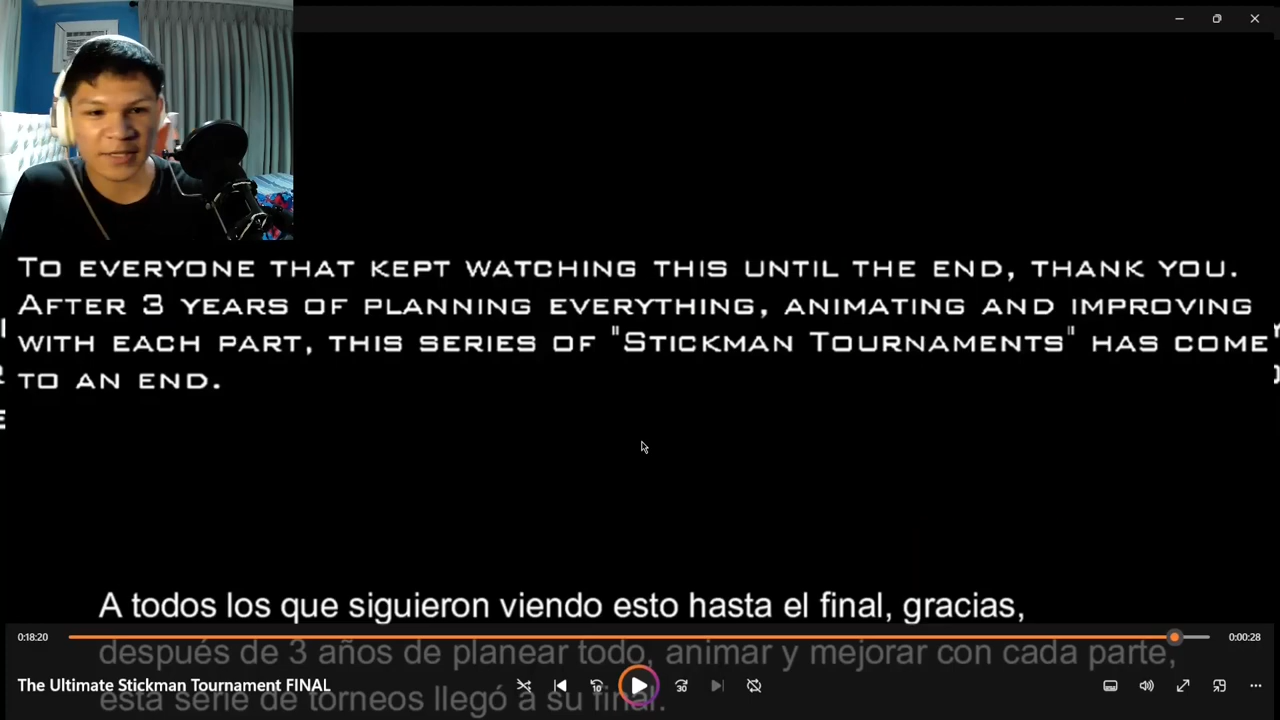 To everyone that kept watching this until the end, thank you.
After 3 years of planning everything, animating and improving
with each part, this series of "Stickman Tournaments" has come
to an end.
A todos los que siguieron viendo esto hasta el final, gracias,
0:18:20
0:00:28
después de 3 años de planear todo, animar y mejorar con cada parte,
The Ultimate Stickman Tournament FINAL
10
30
esta serie de torneos llegó a su final.